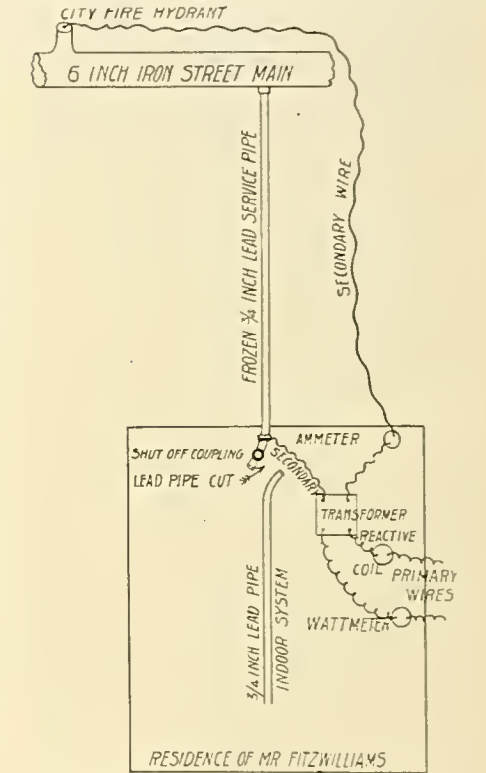 CITY FIRE HYDRANT
6 INCH IRON STREET MAIN
FROZEN 3/4 INCH LEAD SERVICE PIPE
SECONDARY WIRE
AMMETER
SHUT OFF COUPLING
SECONDARY
LEAD PIPE CUT
TRANSFORMER
REACTIVE
COIL
PRIMARY
WIRES
WATTMETER
3/4 INCH LEAD PIPE
INDOOR SYSTEM
RESIDENCE OF MR FITZWILLIAMS